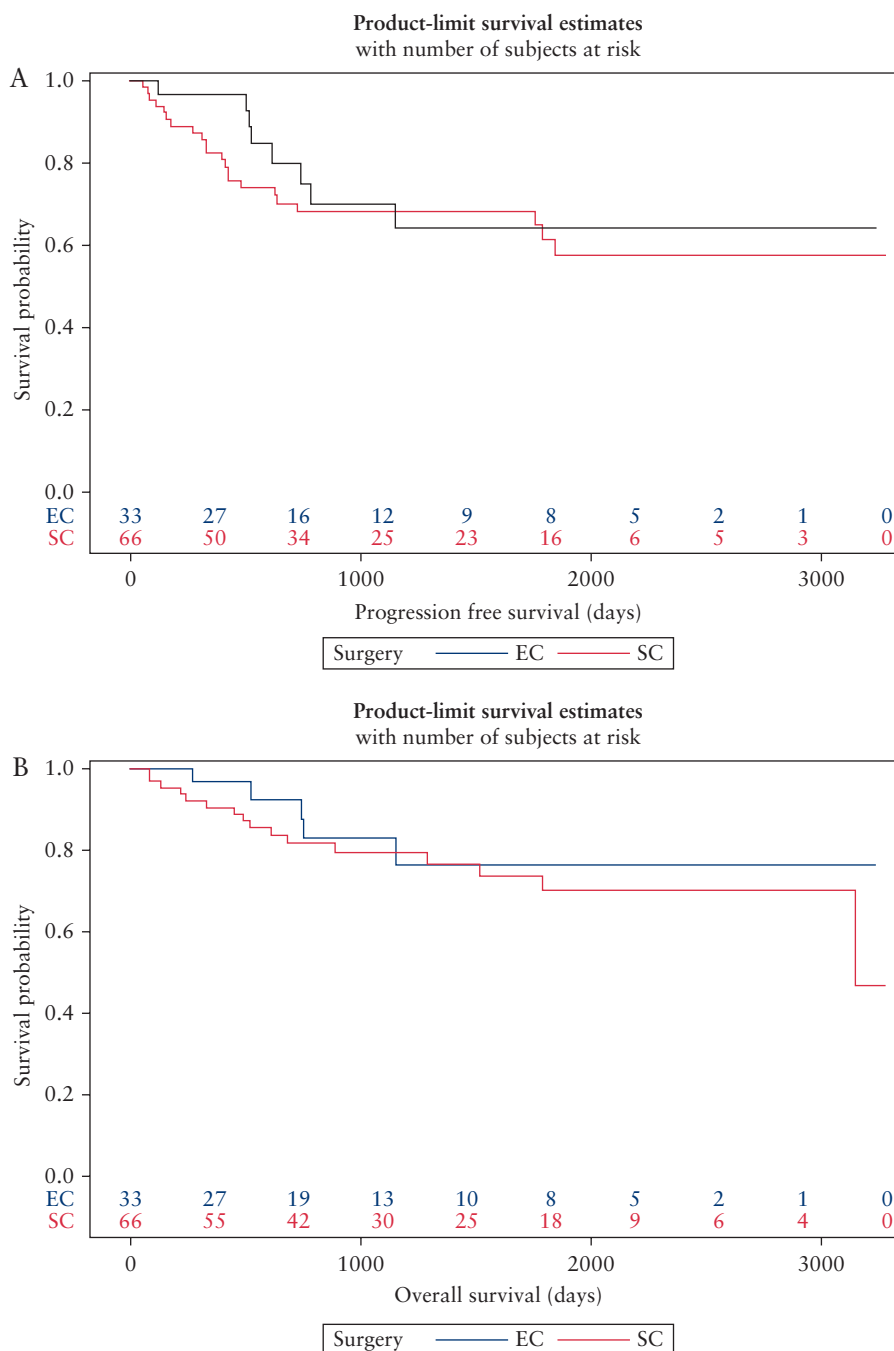 Product-limit survival estimates
with number of subjects at risk
A
Survival probability
1.0
0.8
0.6
0.4
0.2
0.0
EC 33 27 16 12 9 8 5 2 1 0
SC 66 50 34 25 23 16 6 5 3 0
0 1000 2000 3000
Progression free survival (days)
Surgery EC SC
Product-limit survival estimates
with number of subjects at risk
B
Survival probability
1.0
0.8
0.6
0.4
0.2
0.0
EC 33 27 19 13 10 8 5 2 1 0
SC 66 55 42 30 25 18 9 6 4 0
0 1000 2000 3000
Overall survival (days)
Surgery EC SC